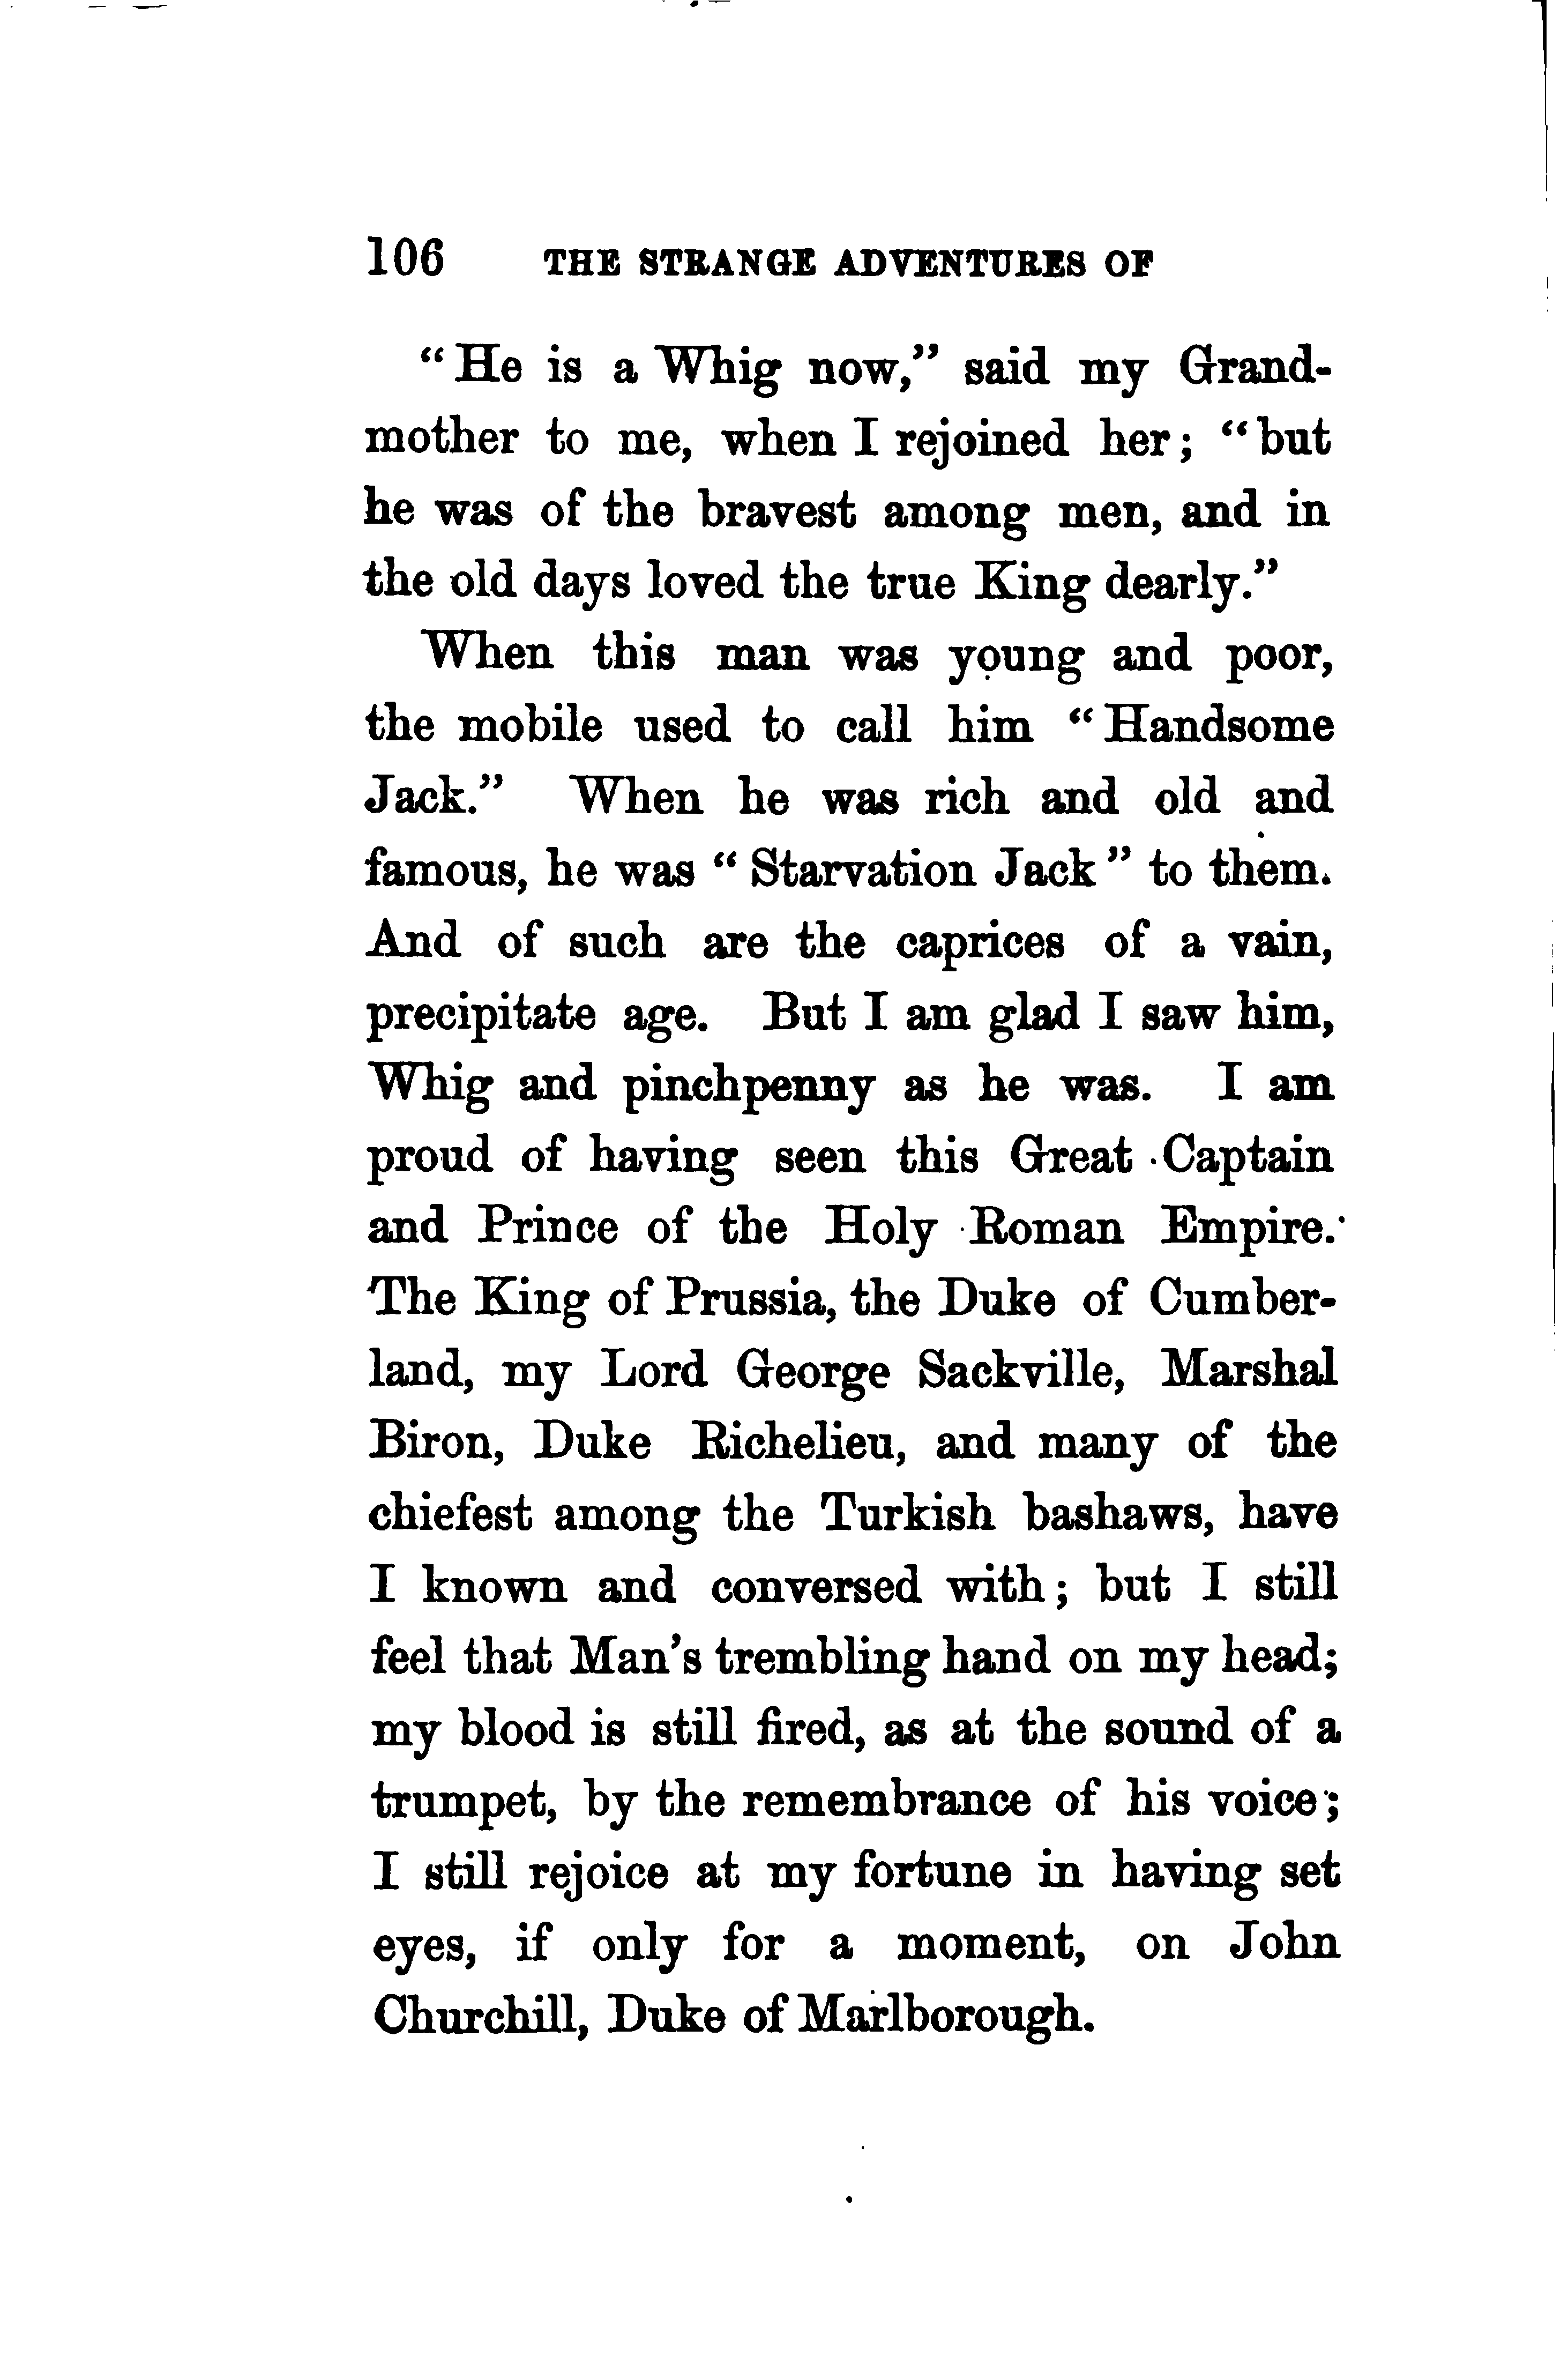 106 THE STRANGE ADVENTURES OF
“He is a Whig now,” said my Grand-
mother to me, when I rejoined her; “but
he was of the bravest among men, and in
the old days loved the true King dearly.”
When this man was young and poor,
the mobile used to call him “Handsome
Jack.” When he was rich and old and
famous, he was “Starvation Jack” to them.
And of such are the caprices of a vain,
precipitate age. But I am glad I saw him,
Whig and pinchpenny as he was. I am
proud of having seen this Great Captain
and Prince of the Holy Roman Empire.
The King of Prussia, the Duke of Cumber-
land, my Lord George Sackville, Marshal
Biron, Duke Richelieu, and many of the
chiefest among the Turkish bashaws, have
I known and conversed with; but I still
feel that Man’s trembling hand on my head;
my blood is still fired, as at the sound of a
trumpet, by the remembrance of his voice;
I still rejoice at my fortune in having set
eyes, if only for a moment, on John
Churchill, Duke of Marlborough.